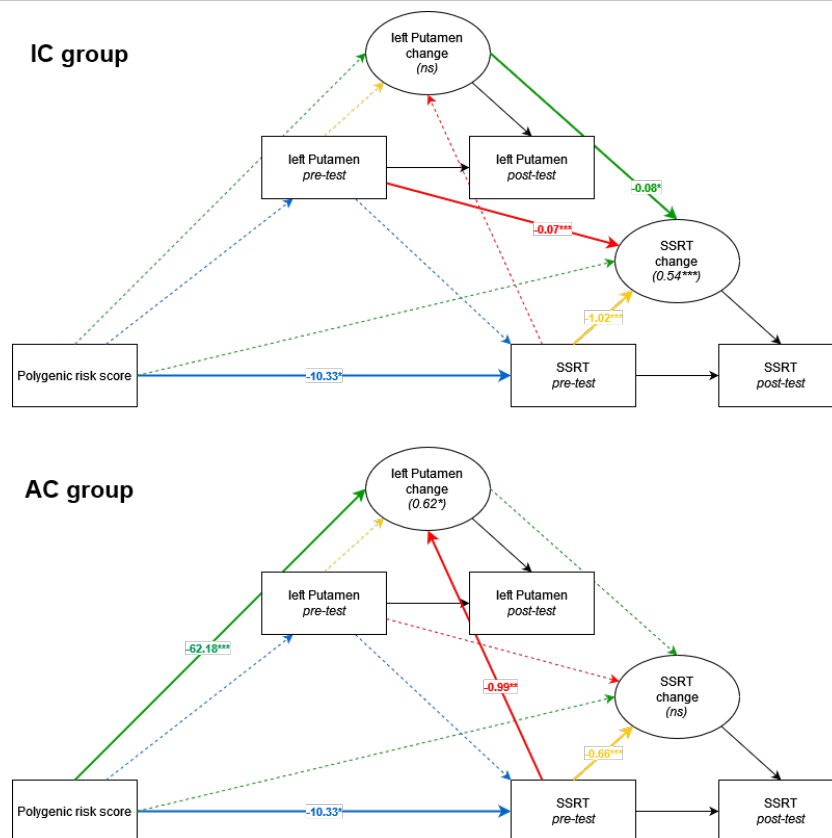 IC group
left Putamen
change
(ns)
left Putamen
pre-test
left Putamen
post-test
-0.08*
-0.07***
SSRT
change
(0.54***)
-1.02***
Polygenic risk score
-10.33*
SSRT
pre-test
SSRT
post-test
AC group
left Putamen
change
(0.62*)
left Putamen
pre-test
left Putamen
post-test
-62.18***
-0.99**
SSRT
change
(ns)
-0.66***
Polygenic risk score
-10.33*
SSRT
pre-test
SSRT
post-test